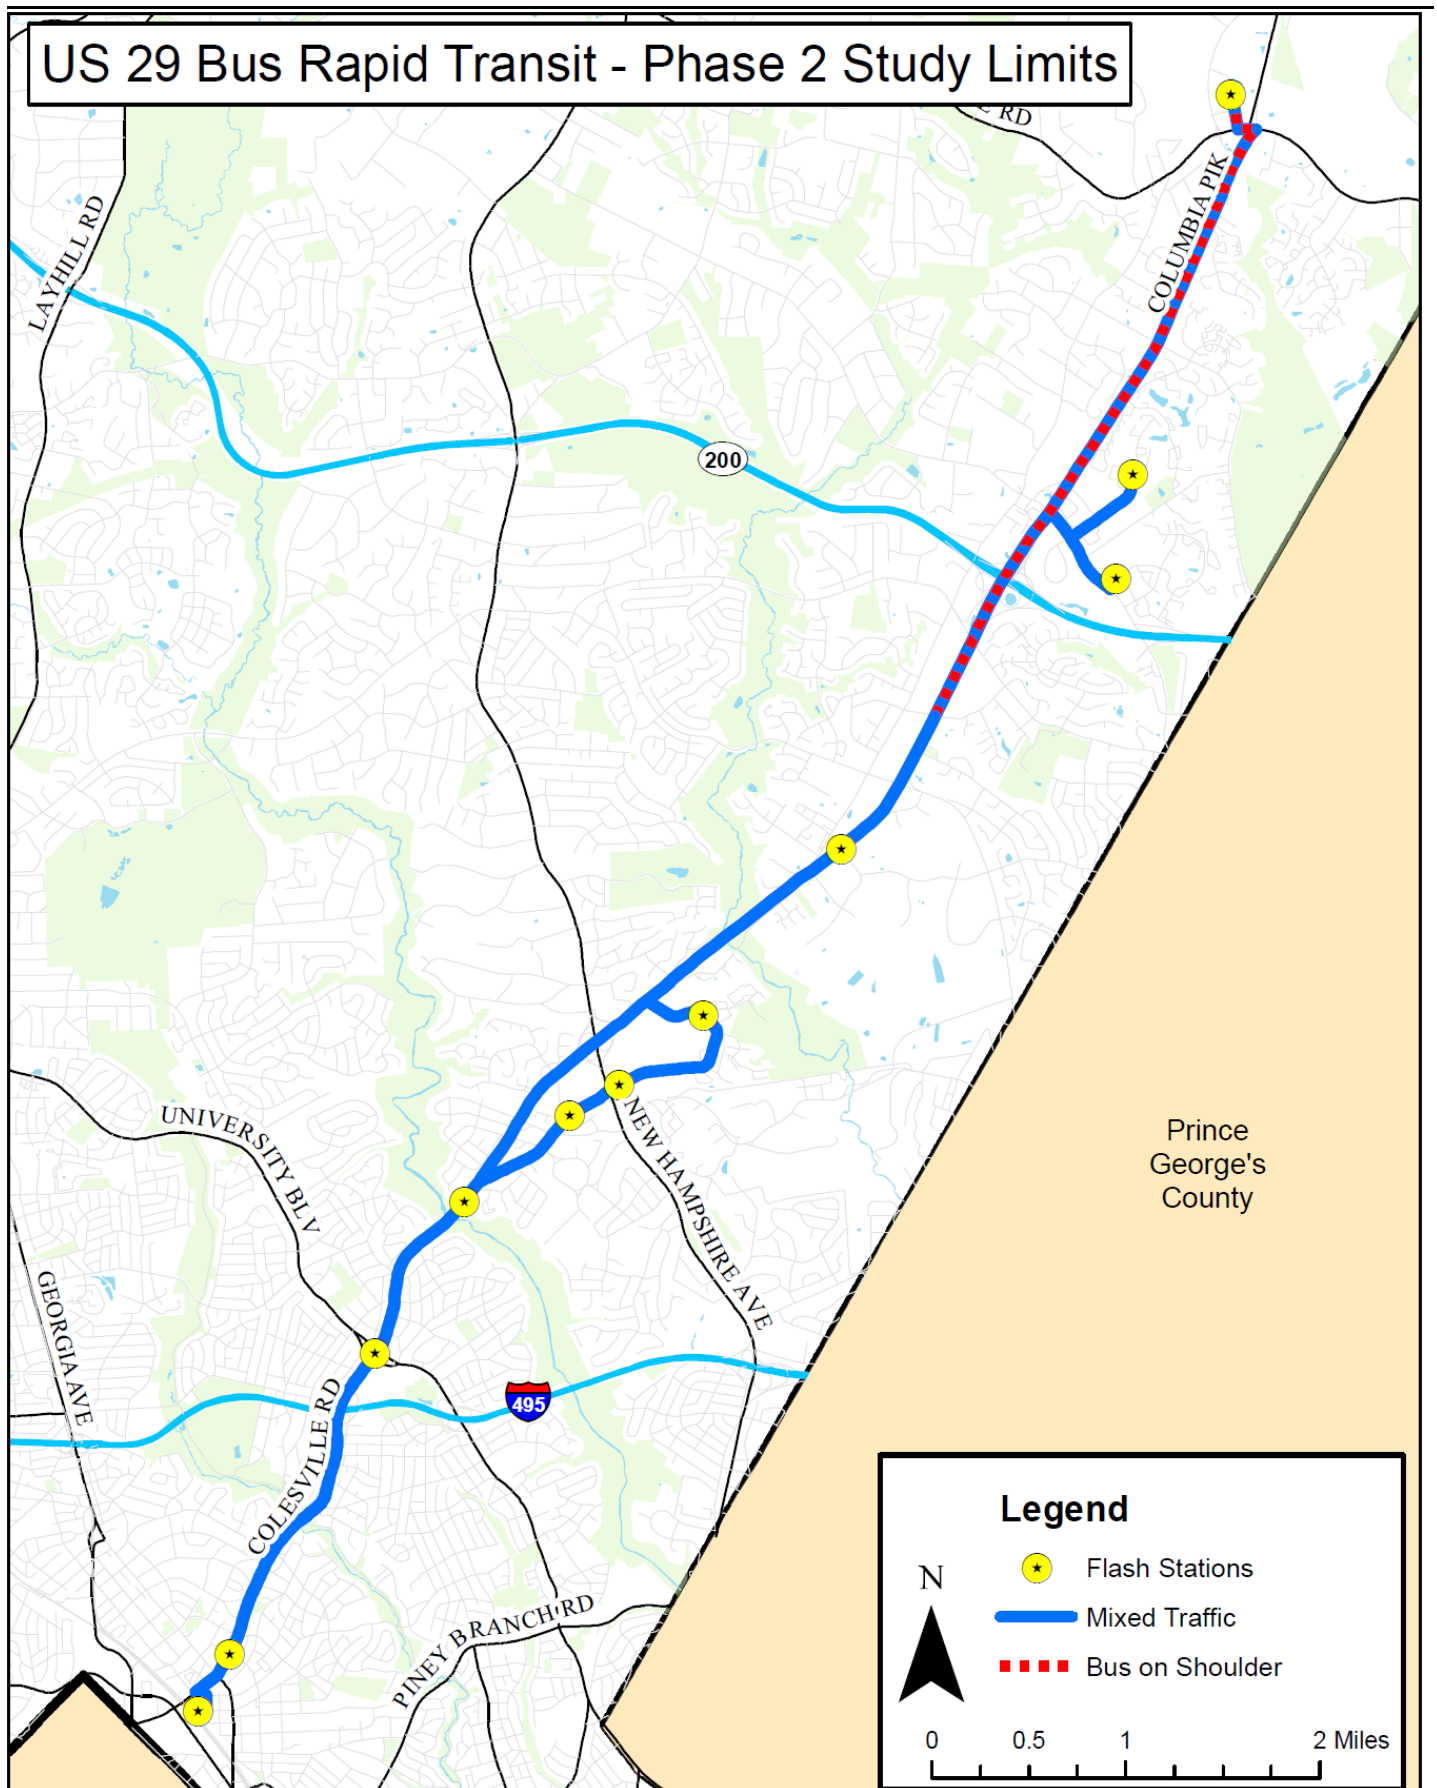 US 29 Bus Rapid Transit - Phase 2 Study Limits
E RD
COLUMBIA PIK
LAYHILL RD
200
UNIVERSITY BLV
NEW HAMPSHIRE AVE
Prince
George's
County
GEORGIA AVE
495
COLESVILLE RD
PINEY BRANCH RD
Legend
N
Flash Stations
Mixed Traffic
Bus on Shoulder
0 0.5 1 2 Miles